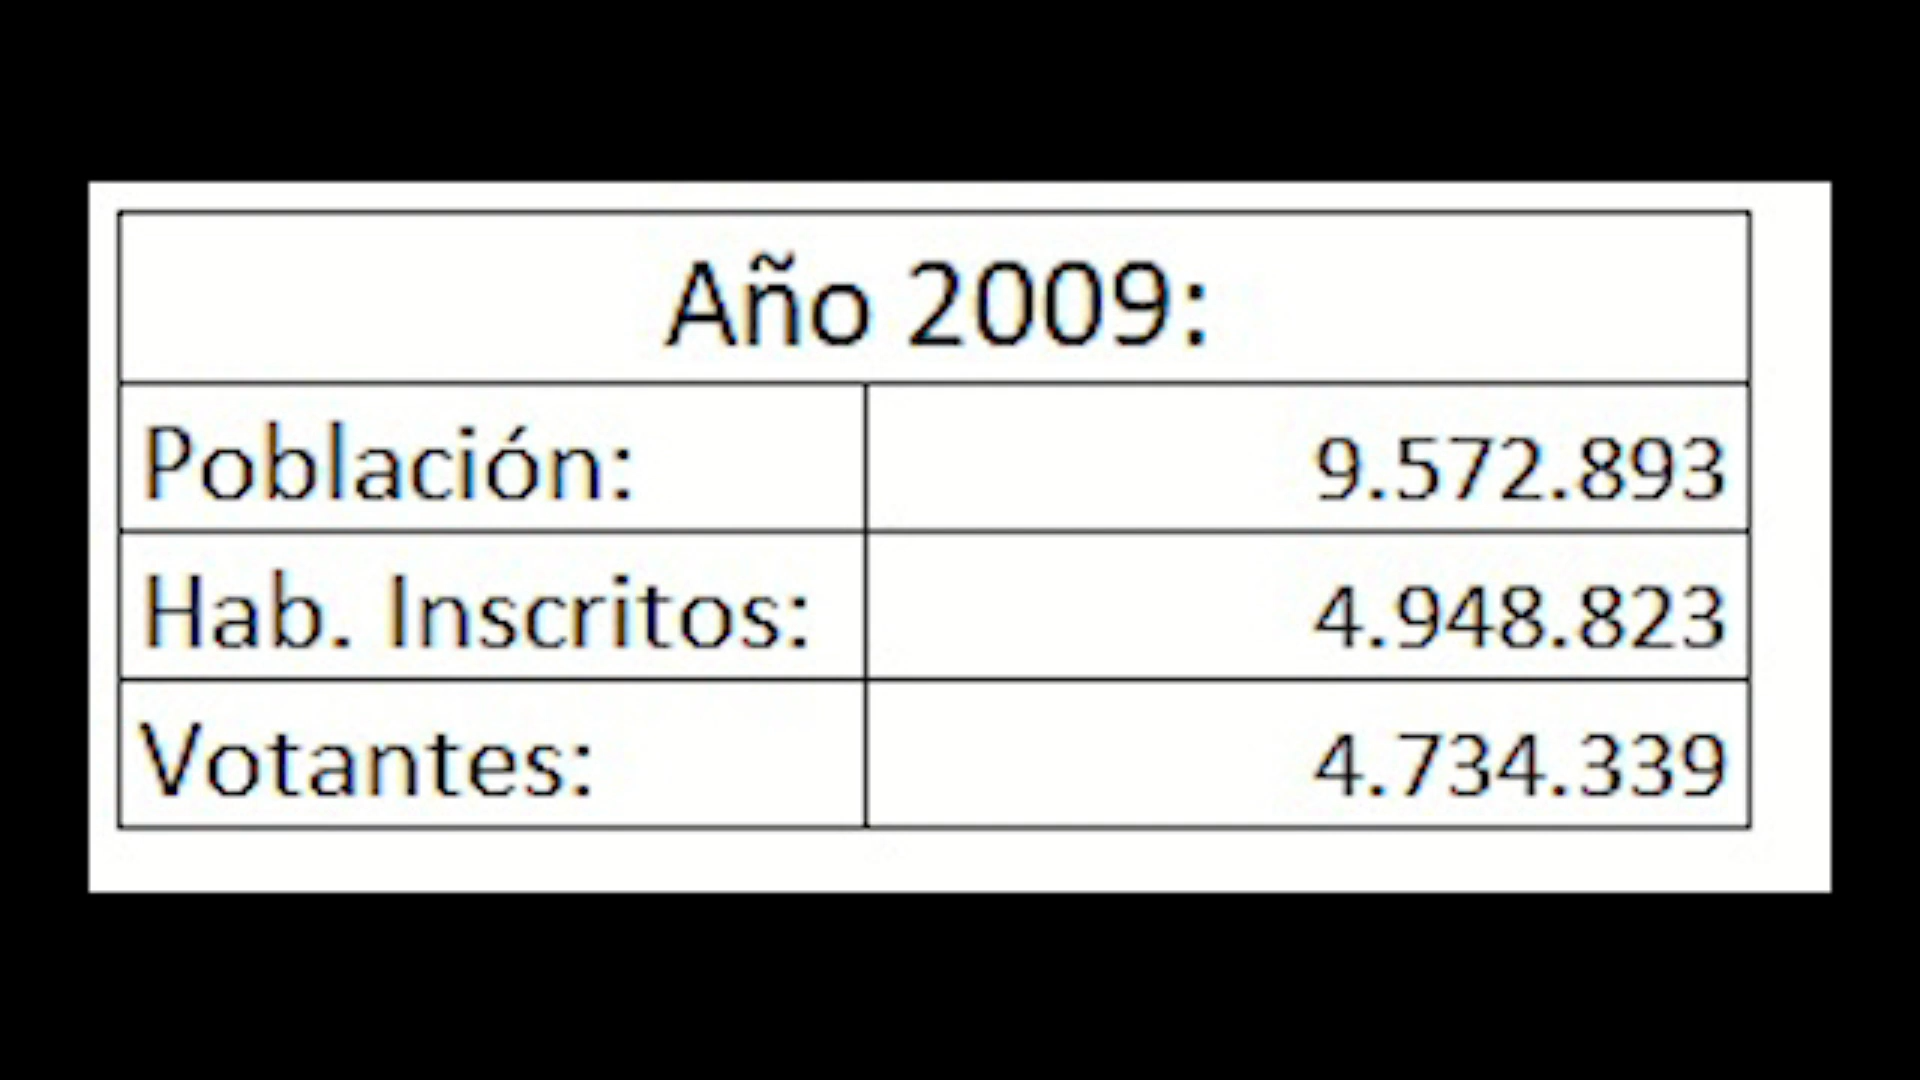 Año 2009:
Población: 9.572.893
Hab. Inscritos: 4.948.823
Votantes: 4.734.339